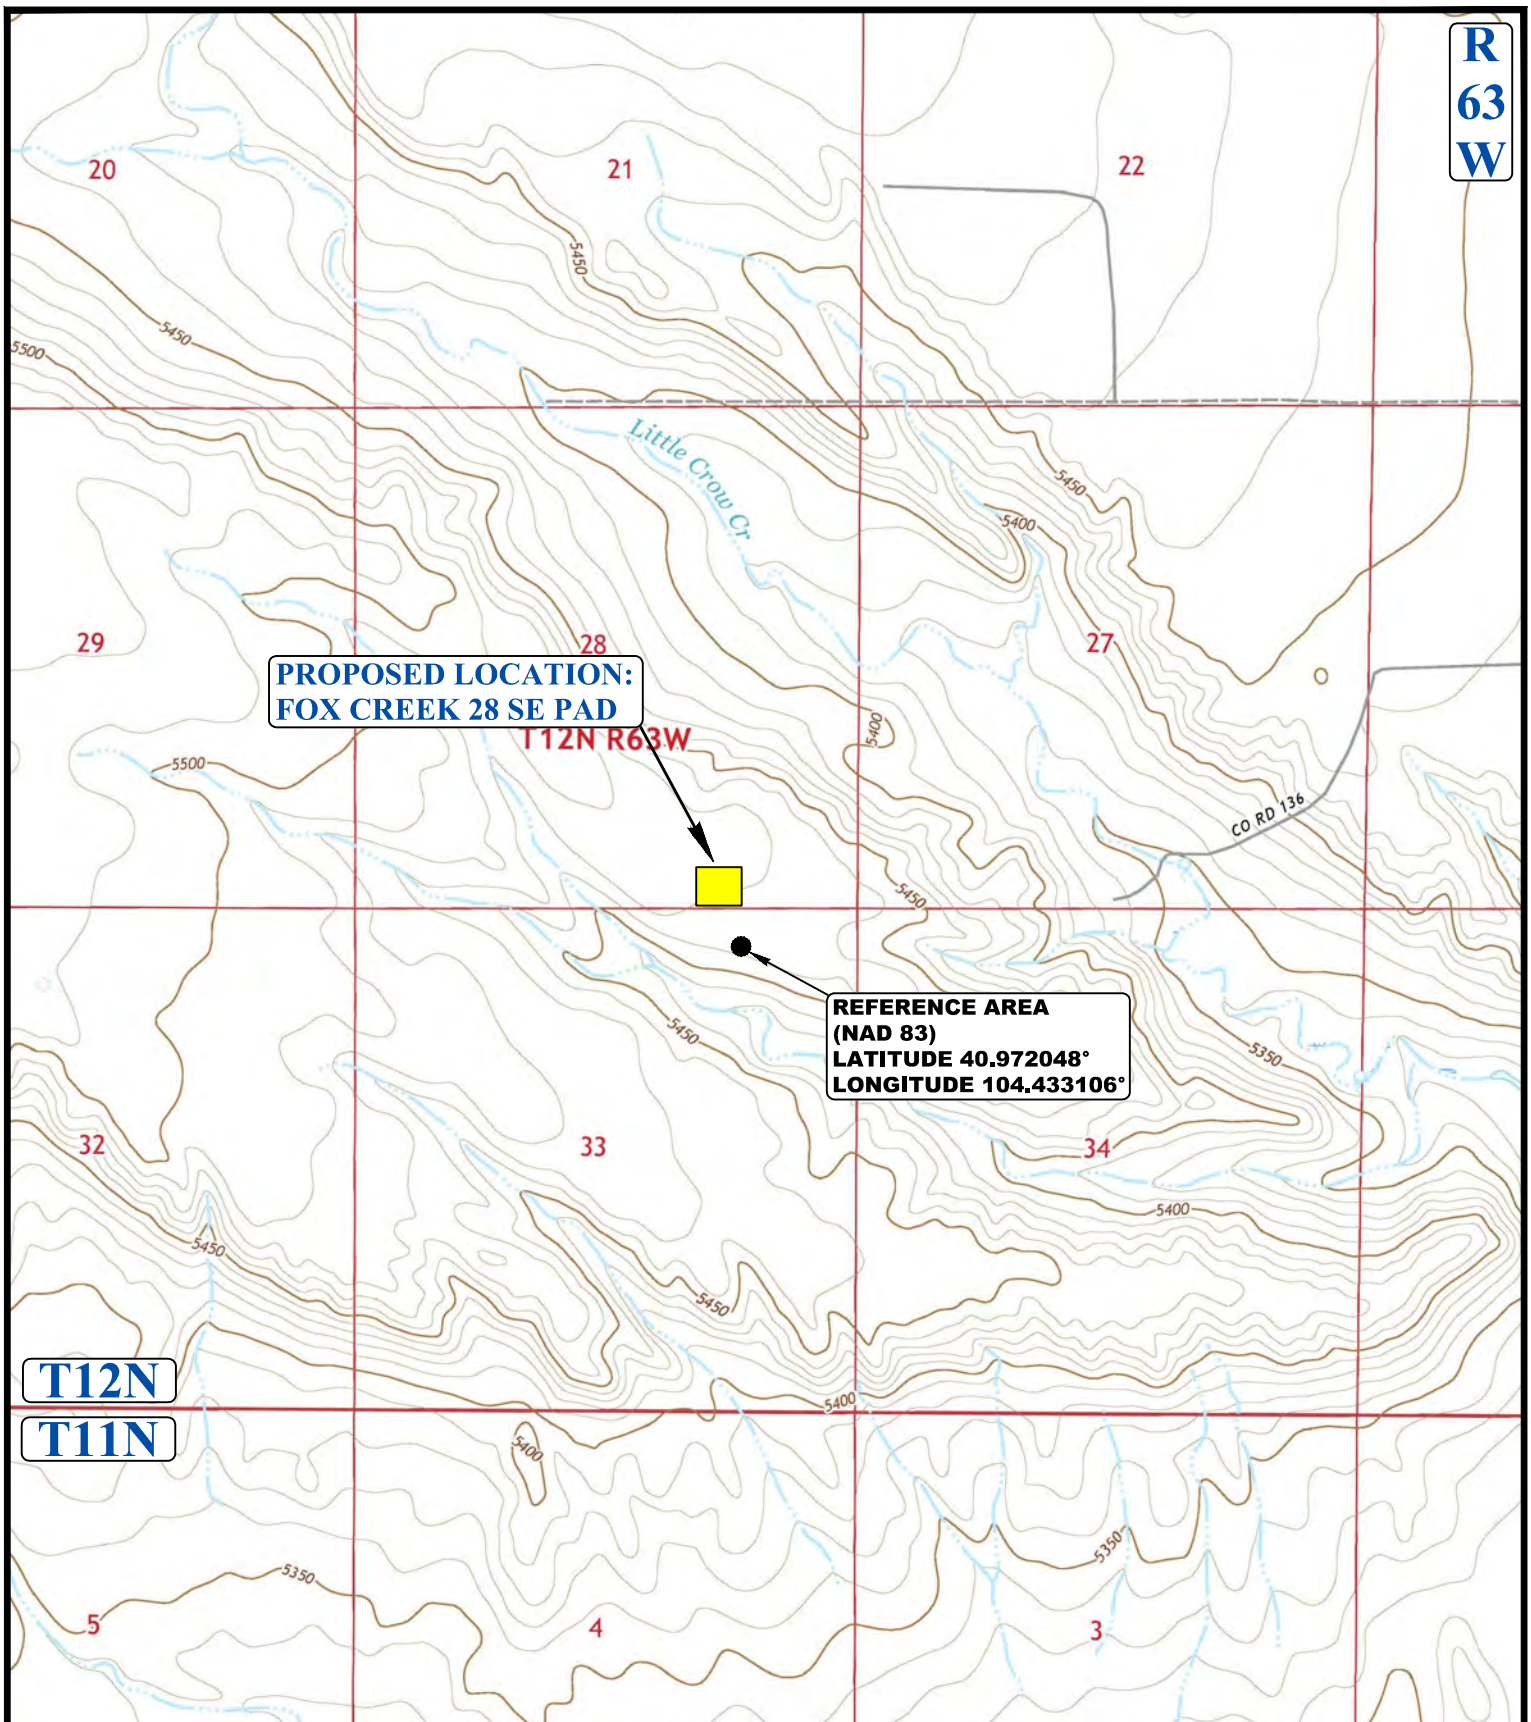 R
63
W
20
21
22
5450
5450
5500
Little Crow Cr
5450
5400
29
28
27
PROPOSED LOCATION:
FOX CREEK 28 SE PAD
T12N R63W
5400
5500
CO RD 136
5450
REFERENCE AREA
(NAD 83)
LATITUDE 40.972048°
LONGITUDE 104.433106°
5450
5350
32
33
34
5400
5450
5450
T12N
5400
T11N
5400
5350
5350
5
4
3